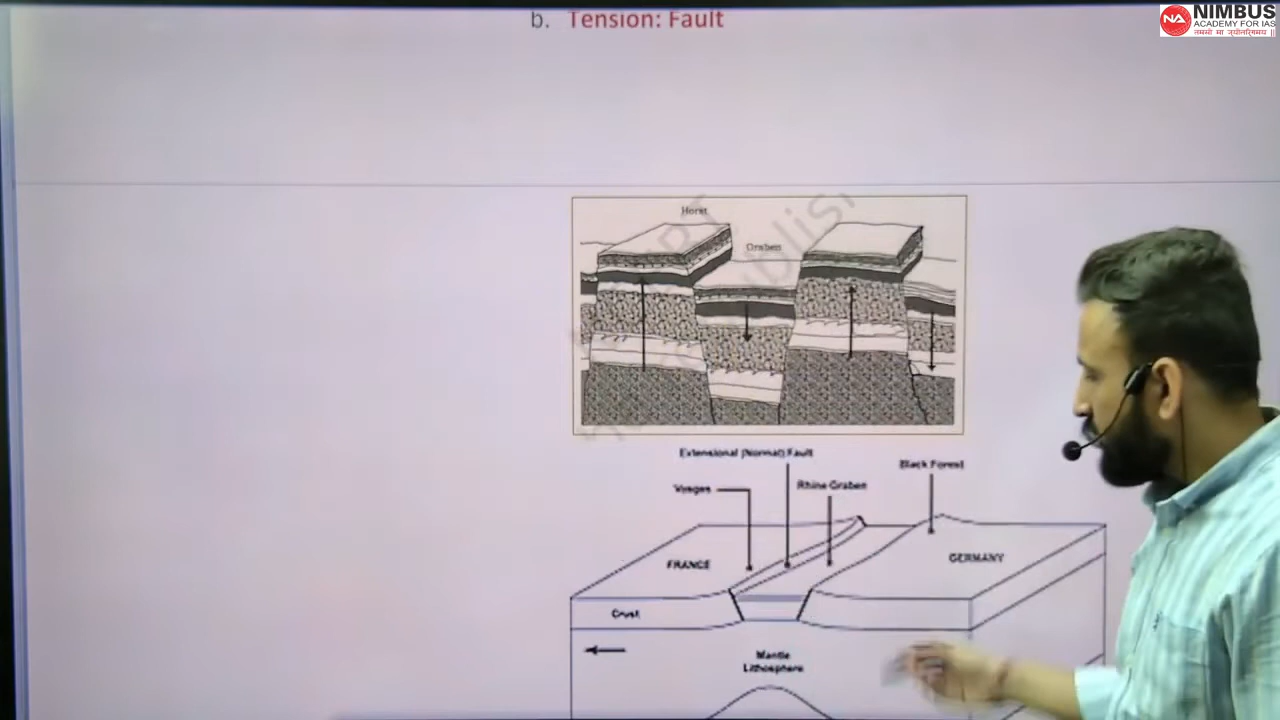 b. Tension: Fault
NIMBUS
ACADEMY FOR IAS
NA
Horst
Graben
Extensional (Normal) Fault
Black Forest
Vosges
Rhine Graben
FRANCE
GERMANY
Crust
Mantle
Lithosphere